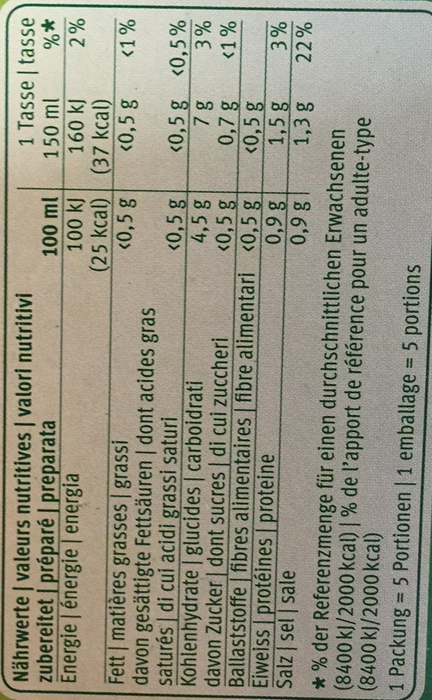 Nährwerte | valeurs nutritives | valori nutritivi 1 Tasse | tasse
zubereitet | préparé | preparata 100 ml 150 ml %*
Energie | énergie | energia 100 kJ 160 kJ 2%
(25 kcal) (37 kcal)
Fett | matières grasses | grassi <0,5 g <0,5 g <1%
davon gesättigte Fettsäuren | dont acides gras
saturés | di cui acidi grassi saturi <0,5 g <0,5 g <0,5%
Kohlenhydrate | glucides | carboidrati 4,5 g 7 g 3%
davon Zucker | dont sucres | di cui zuccheri <0,5 g 0,7 g <1%
Ballaststoffe | fibres alimentaires | fibre alimentari <0,5 g <0,5 g
Eiweiss | protéines | proteine 0,9 g 1,5 g 3%
Salz | sel | sale 0,9 g 1,3 g 22%
* % der Referenzmenge für einen durchschnittlichen Erwachsenen
(8400 kJ/2000 kcal) | % de l'apport de référence pour un adulte-type
(8400 kJ/2000 kcal)
1 Packung = 5 Portionen | 1 emballage = 5 portions